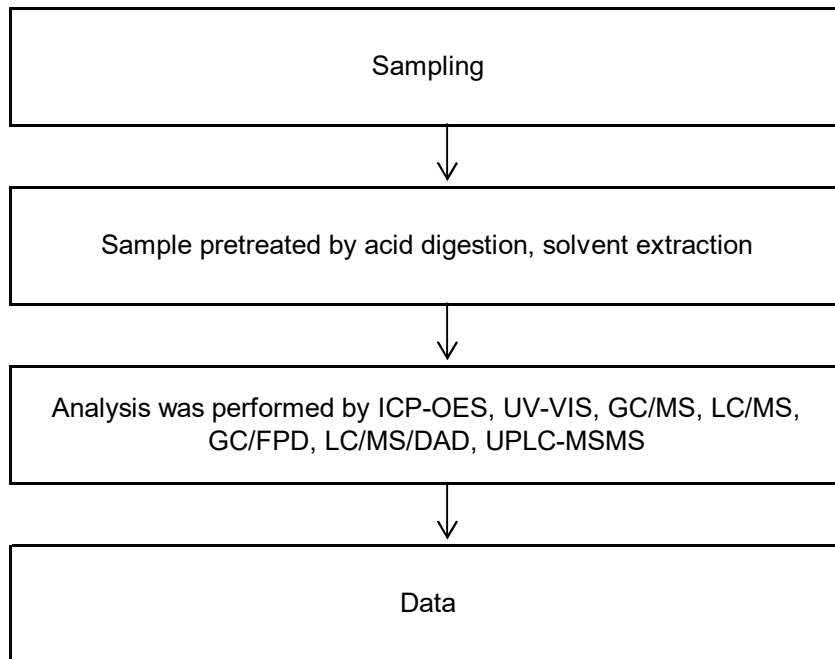 Sampling
Sample pretreated by acid digestion, solvent extraction
Analysis was performed by ICP-OES, UV-VIS, GC/MS, LC/MS,
GC/FPD, LC/MS/DAD, UPLC-MSMS
Data